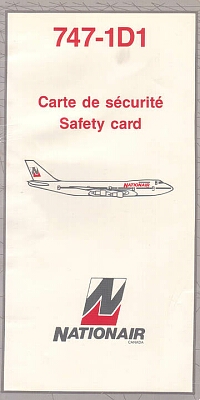 747-1D1
Carte de sécurité
Safety card
NATIONAIR
NATIONAIR
CANADA